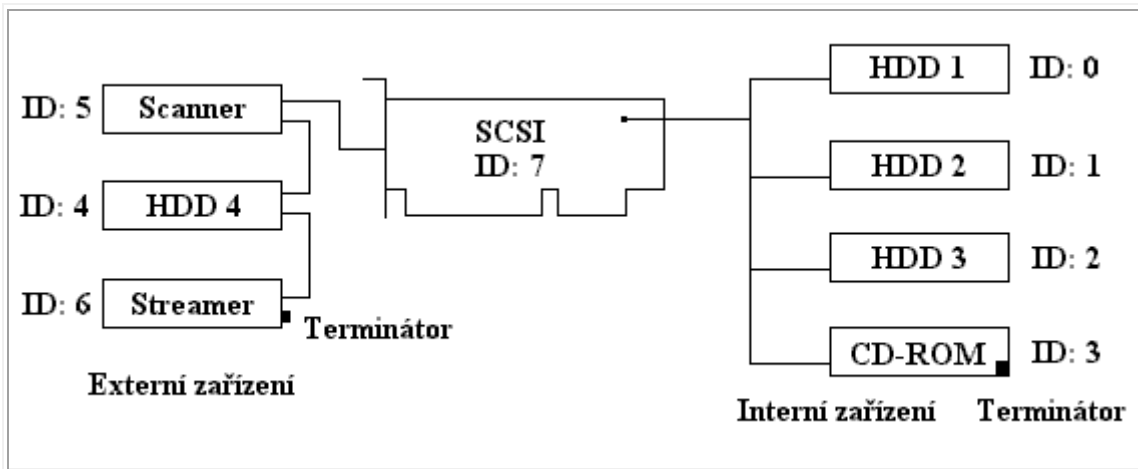 ID: 5
Scanner
ID: 4
HDD 4
ID: 6
Streamer
Terminátor
Externí zařízení
SCSI
ID: 7
HDD 1
ID: 0
HDD 2
ID: 1
HDD 3
ID: 2
CD-ROM
ID: 3
Interní zařízení
Terminátor